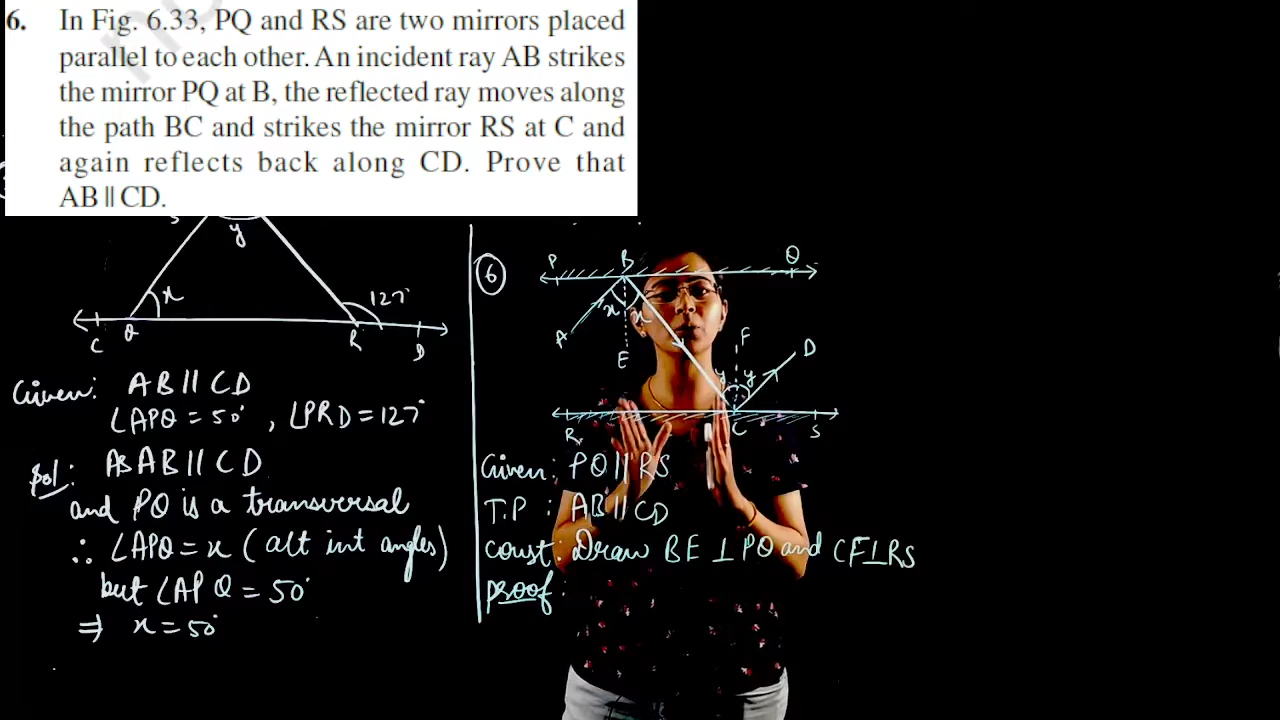 6. In Fig. 6.33, PQ and RS are two mirrors placed
parallel to each other. An incident ray AB strikes
the mirror PQ at B, the reflected ray moves along
the path BC and strikes the mirror RS at C and
again reflects back along CD. Prove that
AB || CD.
y
x
127°
C Q R D
Given: AB || CD
∠APQ = 50°, ∠PRD = 127°
Sol: As AB || CD
and PQ is a transversal
∴ ∠APQ = x (alt int angles)
but ∠APQ = 50°
⇒ x = 50°
6
P B Q
x x
A
E
F
D
y y
R C S
Given: PQ || RS
T.P : AB || CD
Const: Draw BE ⊥ PQ and CF ⊥ RS
Proof: